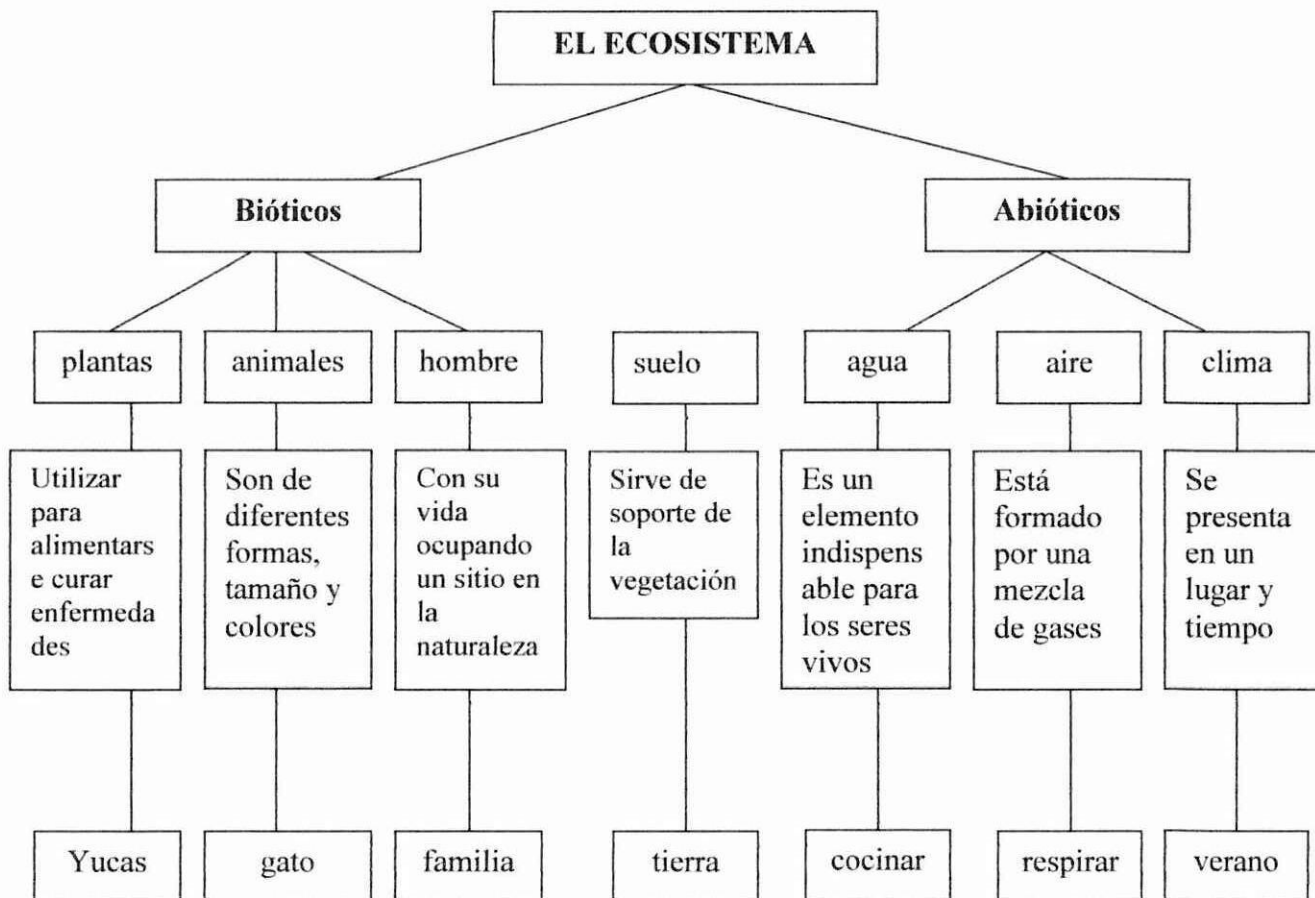 EL ECOSISTEMA
Bióticos
Abióticos
plantas
animales
hombre
suelo
agua
aire
clima
Utilizar
para
alimentars
e curar
enfermeda
des
Son de
diferentes
formas,
tamaño y
colores
Con su
vida
ocupando
un sitio en
la
naturaleza
Sirve de
soporte de
la
vegetación
Es un
elemento
indispens
able para
los seres
vivos
Está
formado
por una
mezcla
de gases
Se
presenta
en un
lugar y
tiempo
Yucas
gato
familia
tierra
cocinar
respirar
verano